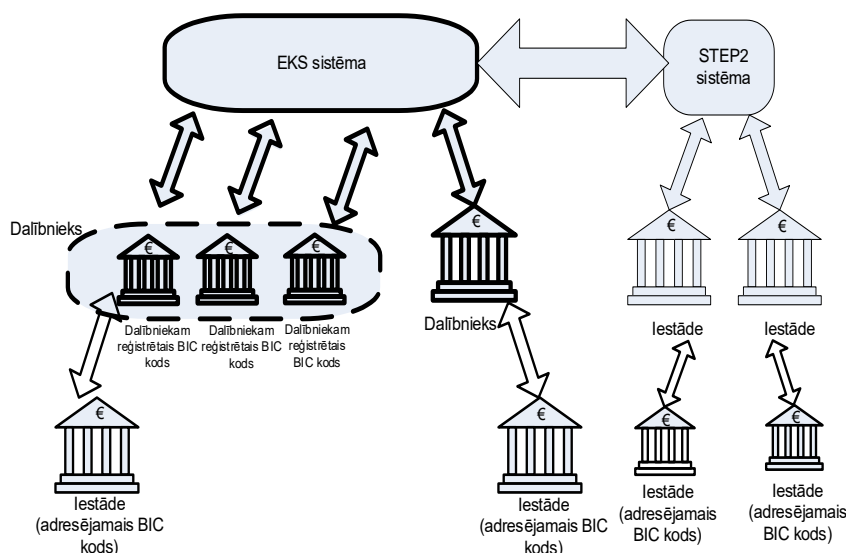 EKS sistēma
STEP2
sistēma
Dalībnieks
€
€
€
€
€
€
Dalībniekam
reģistrētais BIC
kods
Dalībniekam
reģistrētais BIC
kods
Dalībniekam
reģistrētais
BIC kods
Dalībnieks
Iestāde
Iestāde
€
€
€
€
Iestāde
(adresējamais BIC
kods)
Iestāde
(adresējamais BIC
kods)
Iestāde
(adresējamais
BIC kods)
Iestāde
(adresējamais
BIC kods)